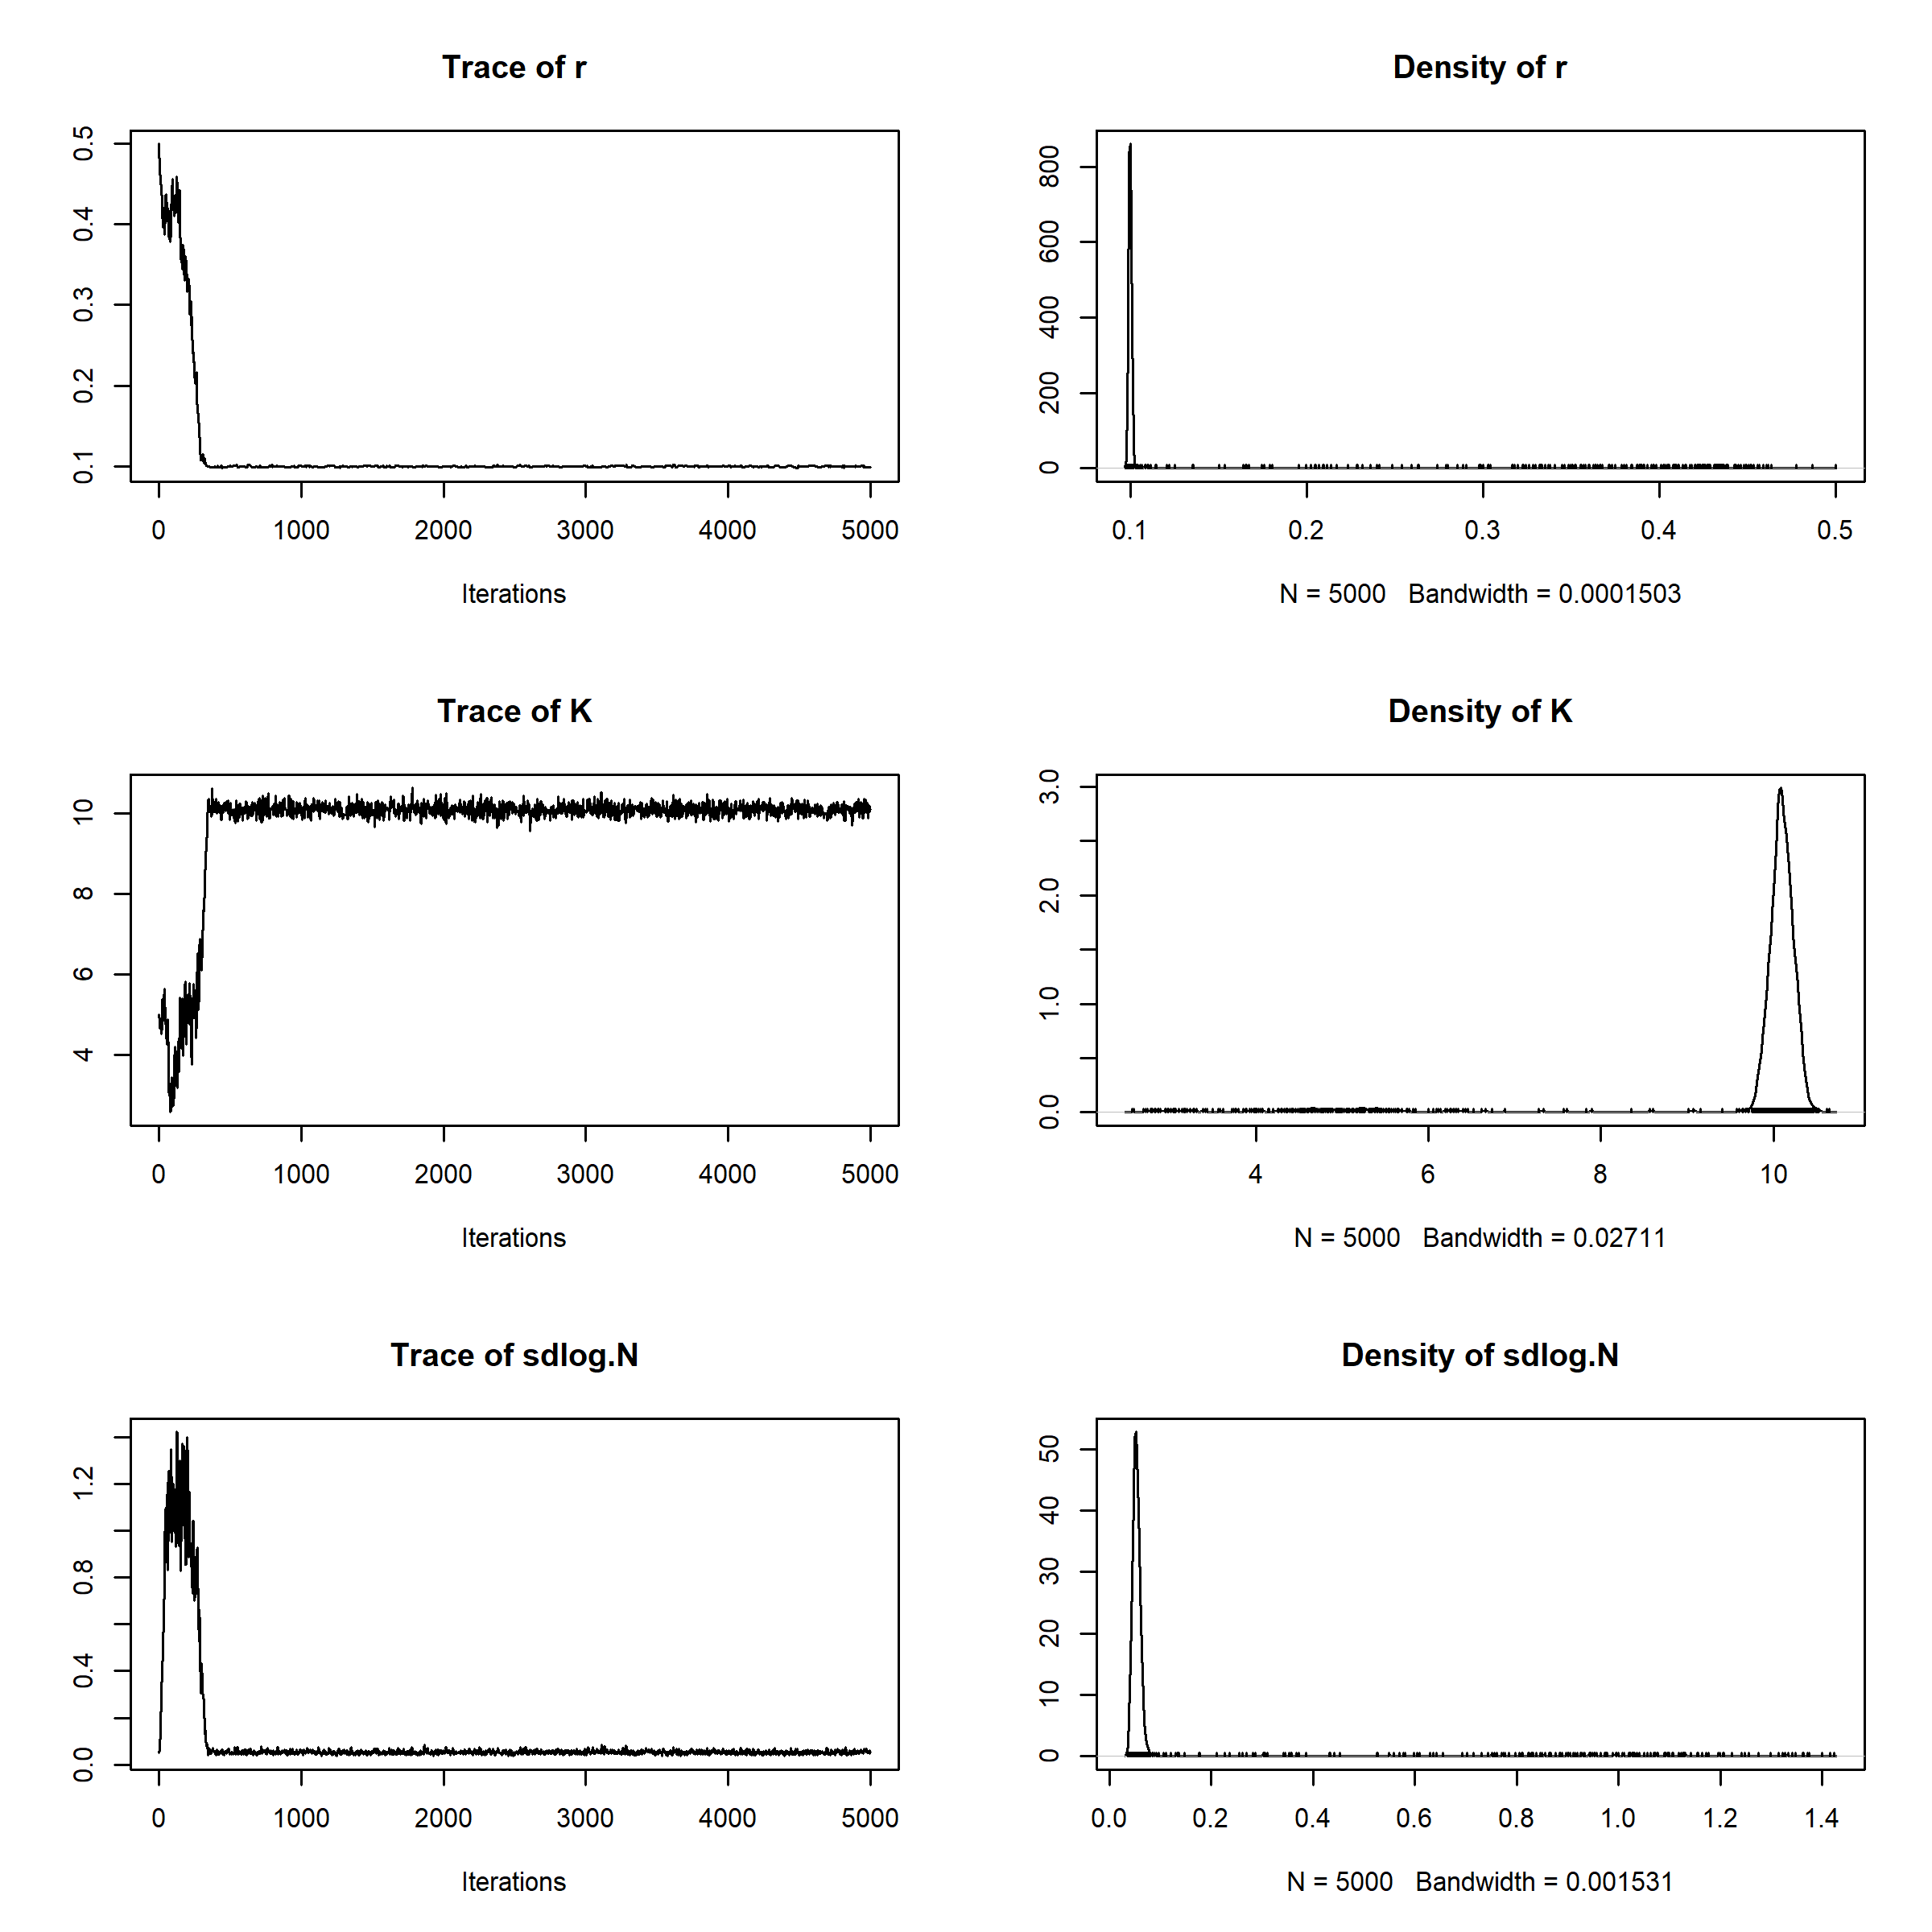 Trace of r
0.1 0.2 0.3 0.4 0.5
0 1000 2000 3000 4000 5000
Iterations
Density of r
0 200 400 600 800
0.1 0.2 0.3 0.4 0.5
N = 5000 Bandwidth = 0.0001503
Trace of K
4 6 8 10
0 1000 2000 3000 4000 5000
Iterations
Density of K
0.0 1.0 2.0 3.0
4 6 8 10
N = 5000 Bandwidth = 0.02711
Trace of sdlog.N
0.0 0.4 0.8 1.2
0 1000 2000 3000 4000 5000
Iterations
Density of sdlog.N
0 10 20 30 40 50
0.0 0.2 0.4 0.6 0.8 1.0 1.2 1.4
N = 5000 Bandwidth = 0.001531